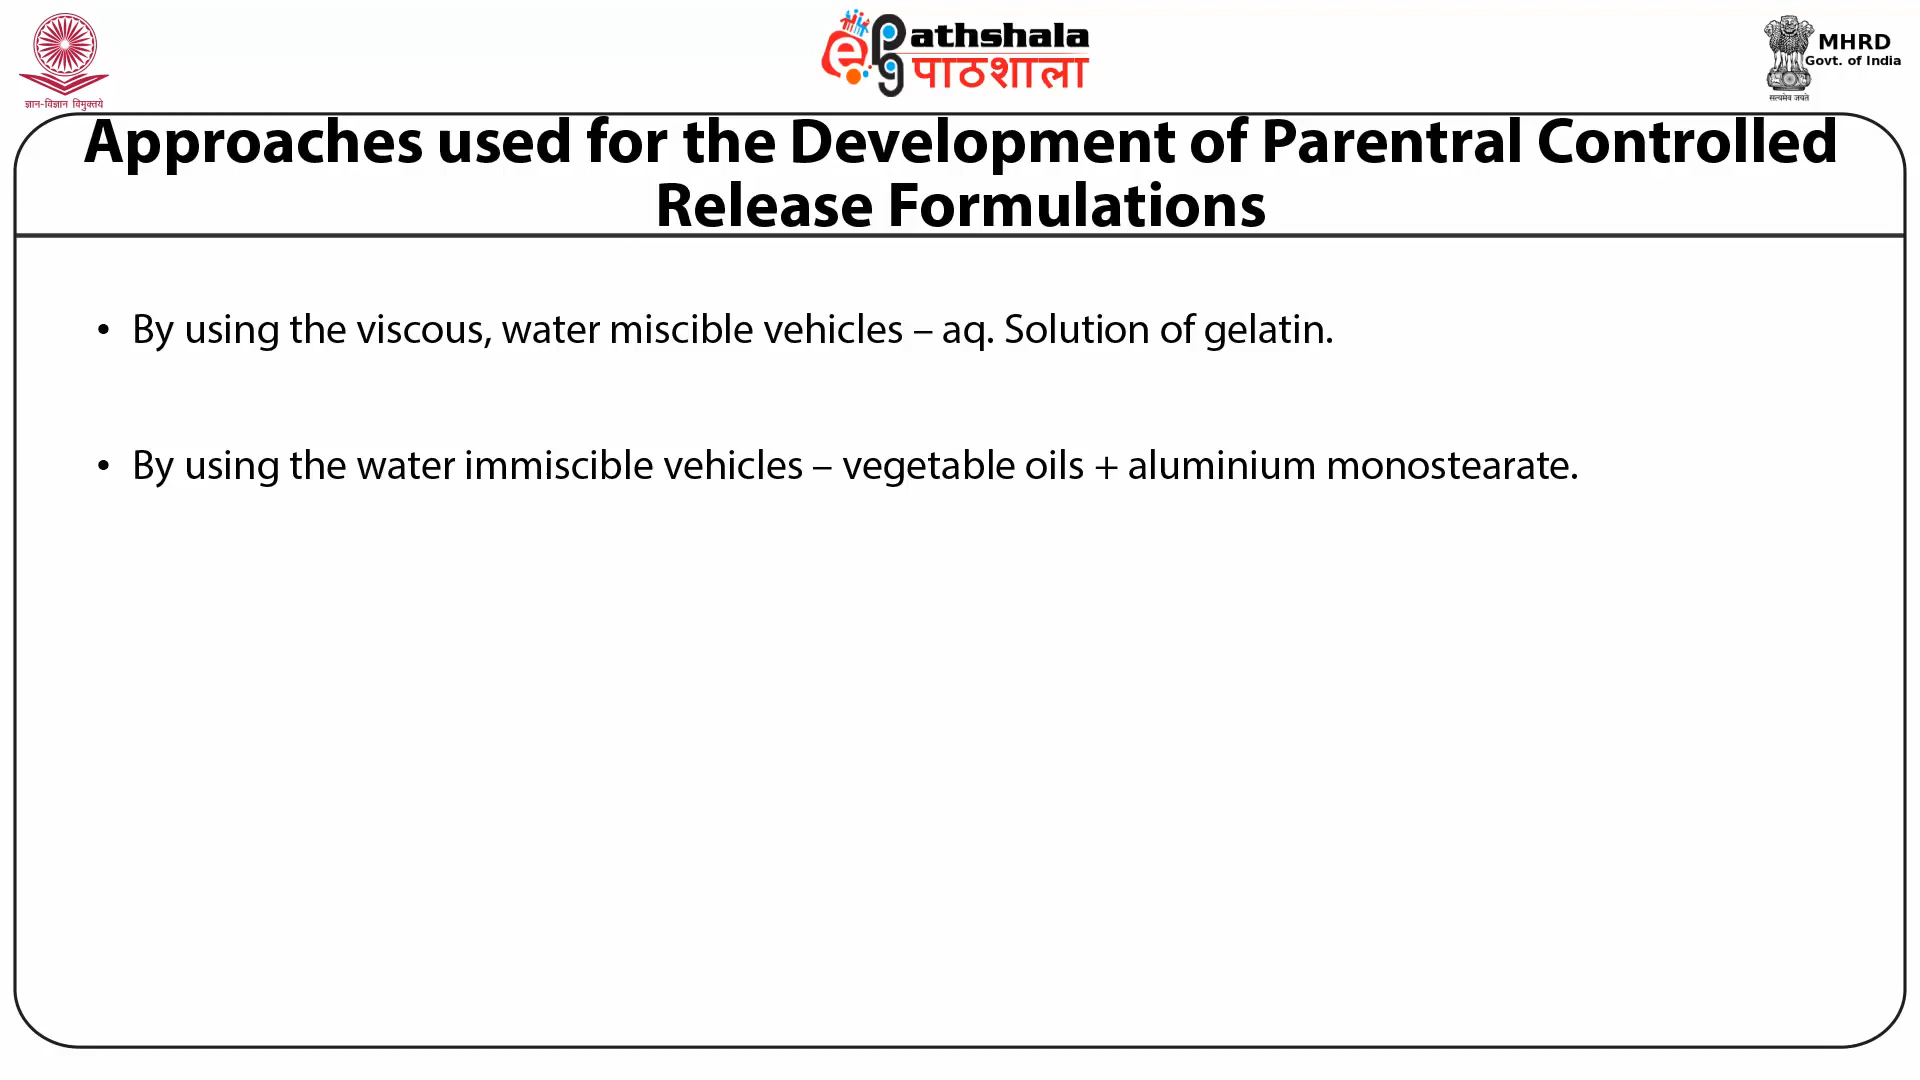 ज्ञान-विज्ञान विमुक्तये
ePG Pathshala
पाठशाला
MHRD
Govt. of India
सत्यमेव जयते
Approaches used for the Development of Parentral Controlled
Release Formulations
• By using the viscous, water miscible vehicles – aq. Solution of gelatin.
• By using the water immiscible vehicles – vegetable oils + aluminium monostearate.